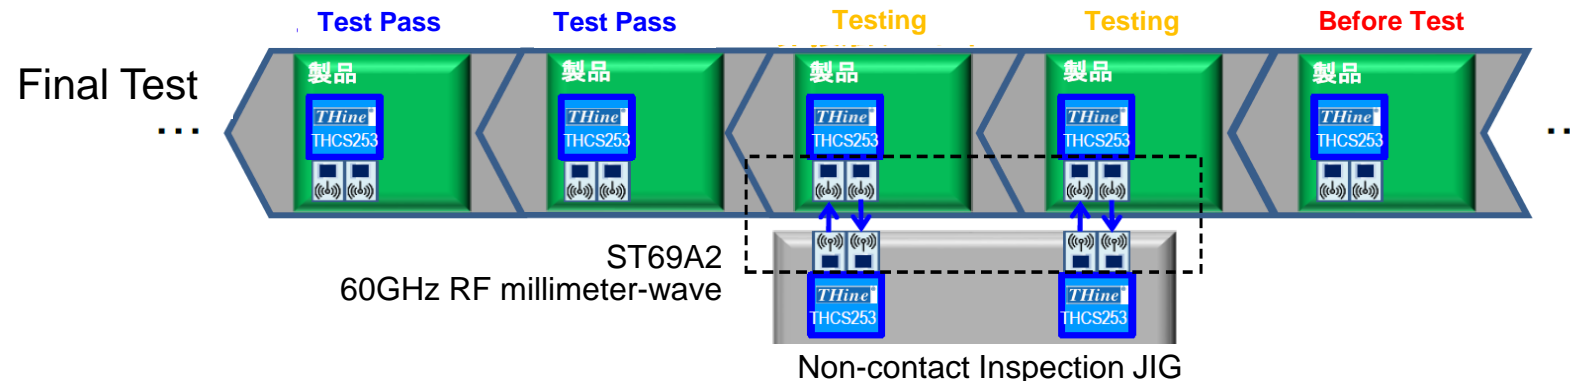 Test Pass
Test Pass
Testing
Testing
Before Test
Final Test
...
製品
THine
THCS253
製品
THine
THCS253
製品
THine
THCS253
製品
THine
THCS253
製品
THine
THCS253
..
ST69A2
60GHz RF millimeter-wave
THine
THCS253
THine
THCS253
Non-contact Inspection JIG